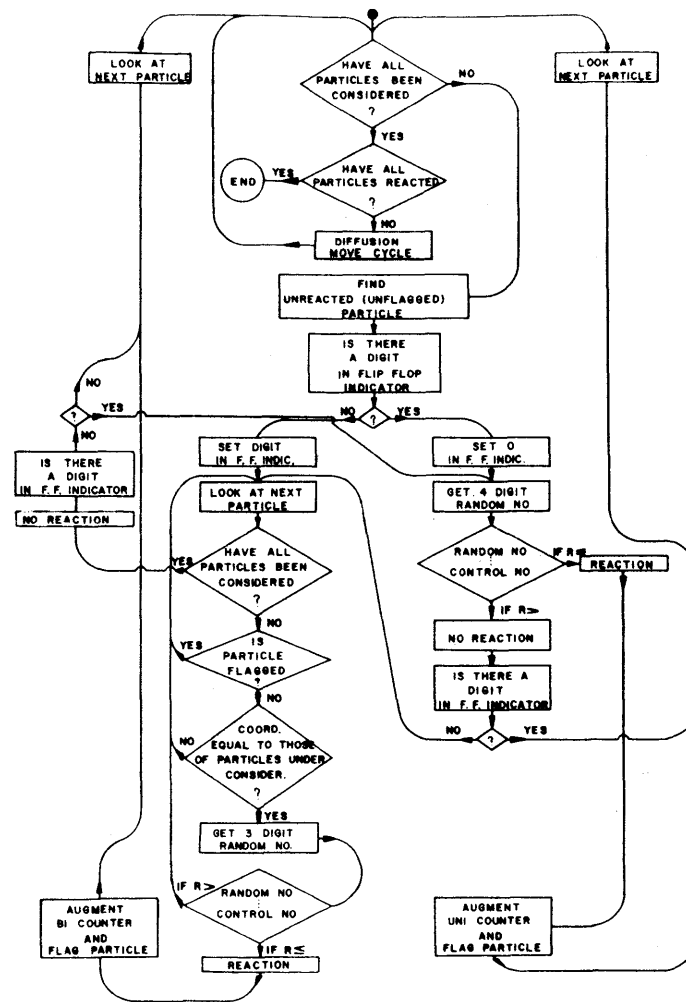 LOOK AT
NEXT PARTICLE
HAVE ALL
PARTICLES BEEN
CONSIDERED
?
NO
LOOK AT
NEXT PARTICLE
YES
HAVE ALL
PARTICLES REACTED
?
YES
END
NO
DIFFUSION
MOVE CYCLE
FIND
UNREACTED (UNFLAGGED)
PARTICLE
IS THERE
A DIGIT
IN FLIP FLOP
INDICATOR
NO
?
YES
NO
?
YES
NO
IS THERE
A DIGIT
IN F.F. INDICATOR
NO REACTION
SET DIGIT
IN F.F. INDIC.
LOOK AT NEXT
PARTICLE
YES
HAVE ALL
PARTICLES BEEN
CONSIDERED
?
NO
YES
IS
PARTICLE
FLAGGED
?
NO
NO
COORD.
EQUAL TO THOSE
OF PARTICLES UNDER
CONSIDER.
?
YES
GET 3 DIGIT
RANDOM NO.
IF R >
RANDOM NO
:
CONTROL NO
IF R ≤
REACTION
AUGMENT
BI COUNTER
AND
FLAG PARTICLE
SET 0
IN F.F. INDIC.
GET 4 DIGIT
RANDOM NO
RANDOM NO
:
CONTROL NO
IF R ≤
REACTION
IF R >
NO REACTION
IS THERE A
DIGIT
IN F.F. INDICATOR
NO
?
YES
AUGMENT
UNI COUNTER
AND
FLAG PARTICLE